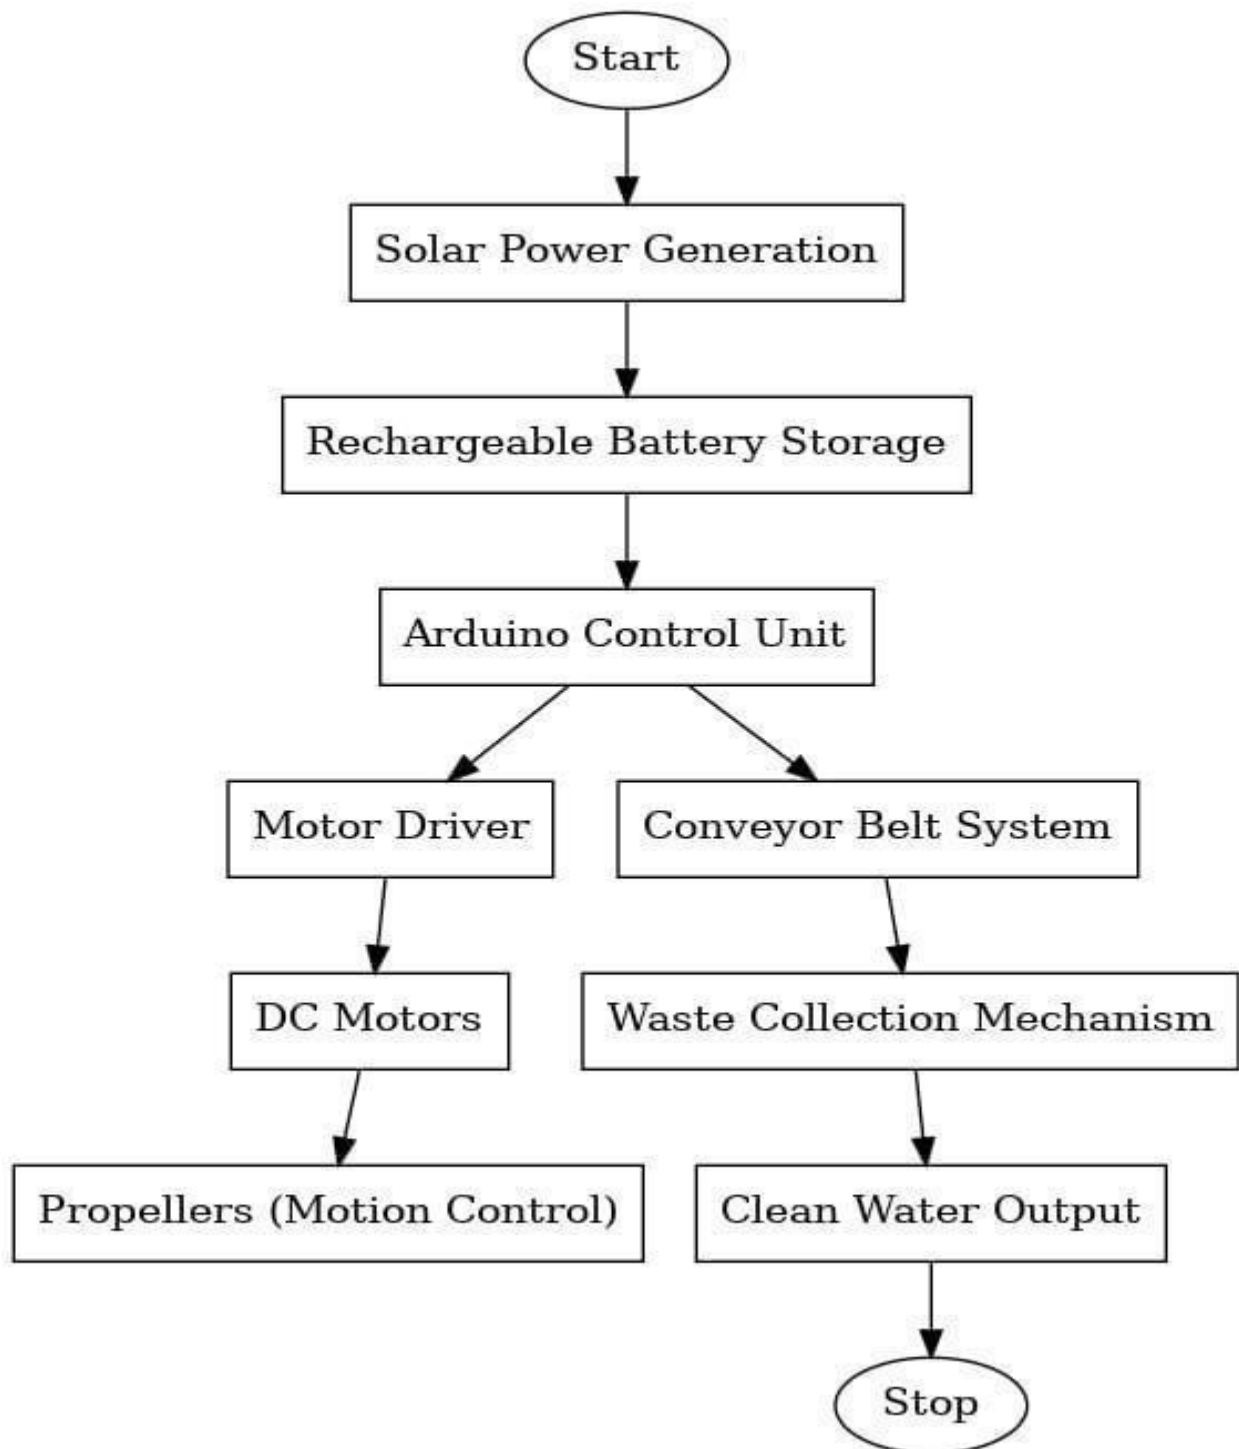 Start
Solar Power Generation
Rechargeable Battery Storage
Arduino Control Unit
Motor Driver
Conveyor Belt System
DC Motors
Waste Collection Mechanism
Propellers (Motion Control)
Clean Water Output
Stop